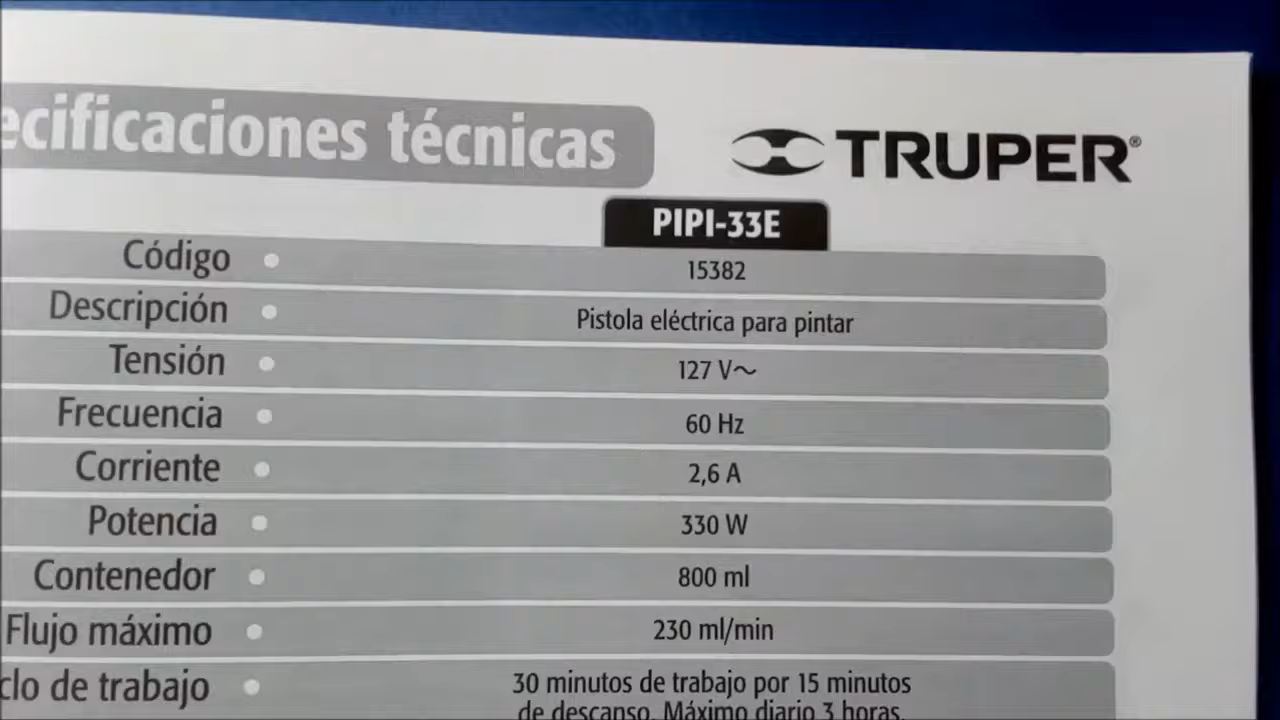 ecificaciones técnicas
TRUPER®
PIPI-33E
Código • 15382
Descripción • Pistola eléctrica para pintar
Tensión • 127 V~
Frecuencia • 60 Hz
Corriente • 2,6 A
Potencia • 330 W
Contenedor • 800 ml
Flujo máximo • 230 ml/min
clo de trabajo • 30 minutos de trabajo por 15 minutos
de descanso. Máximo diario 3 horas.